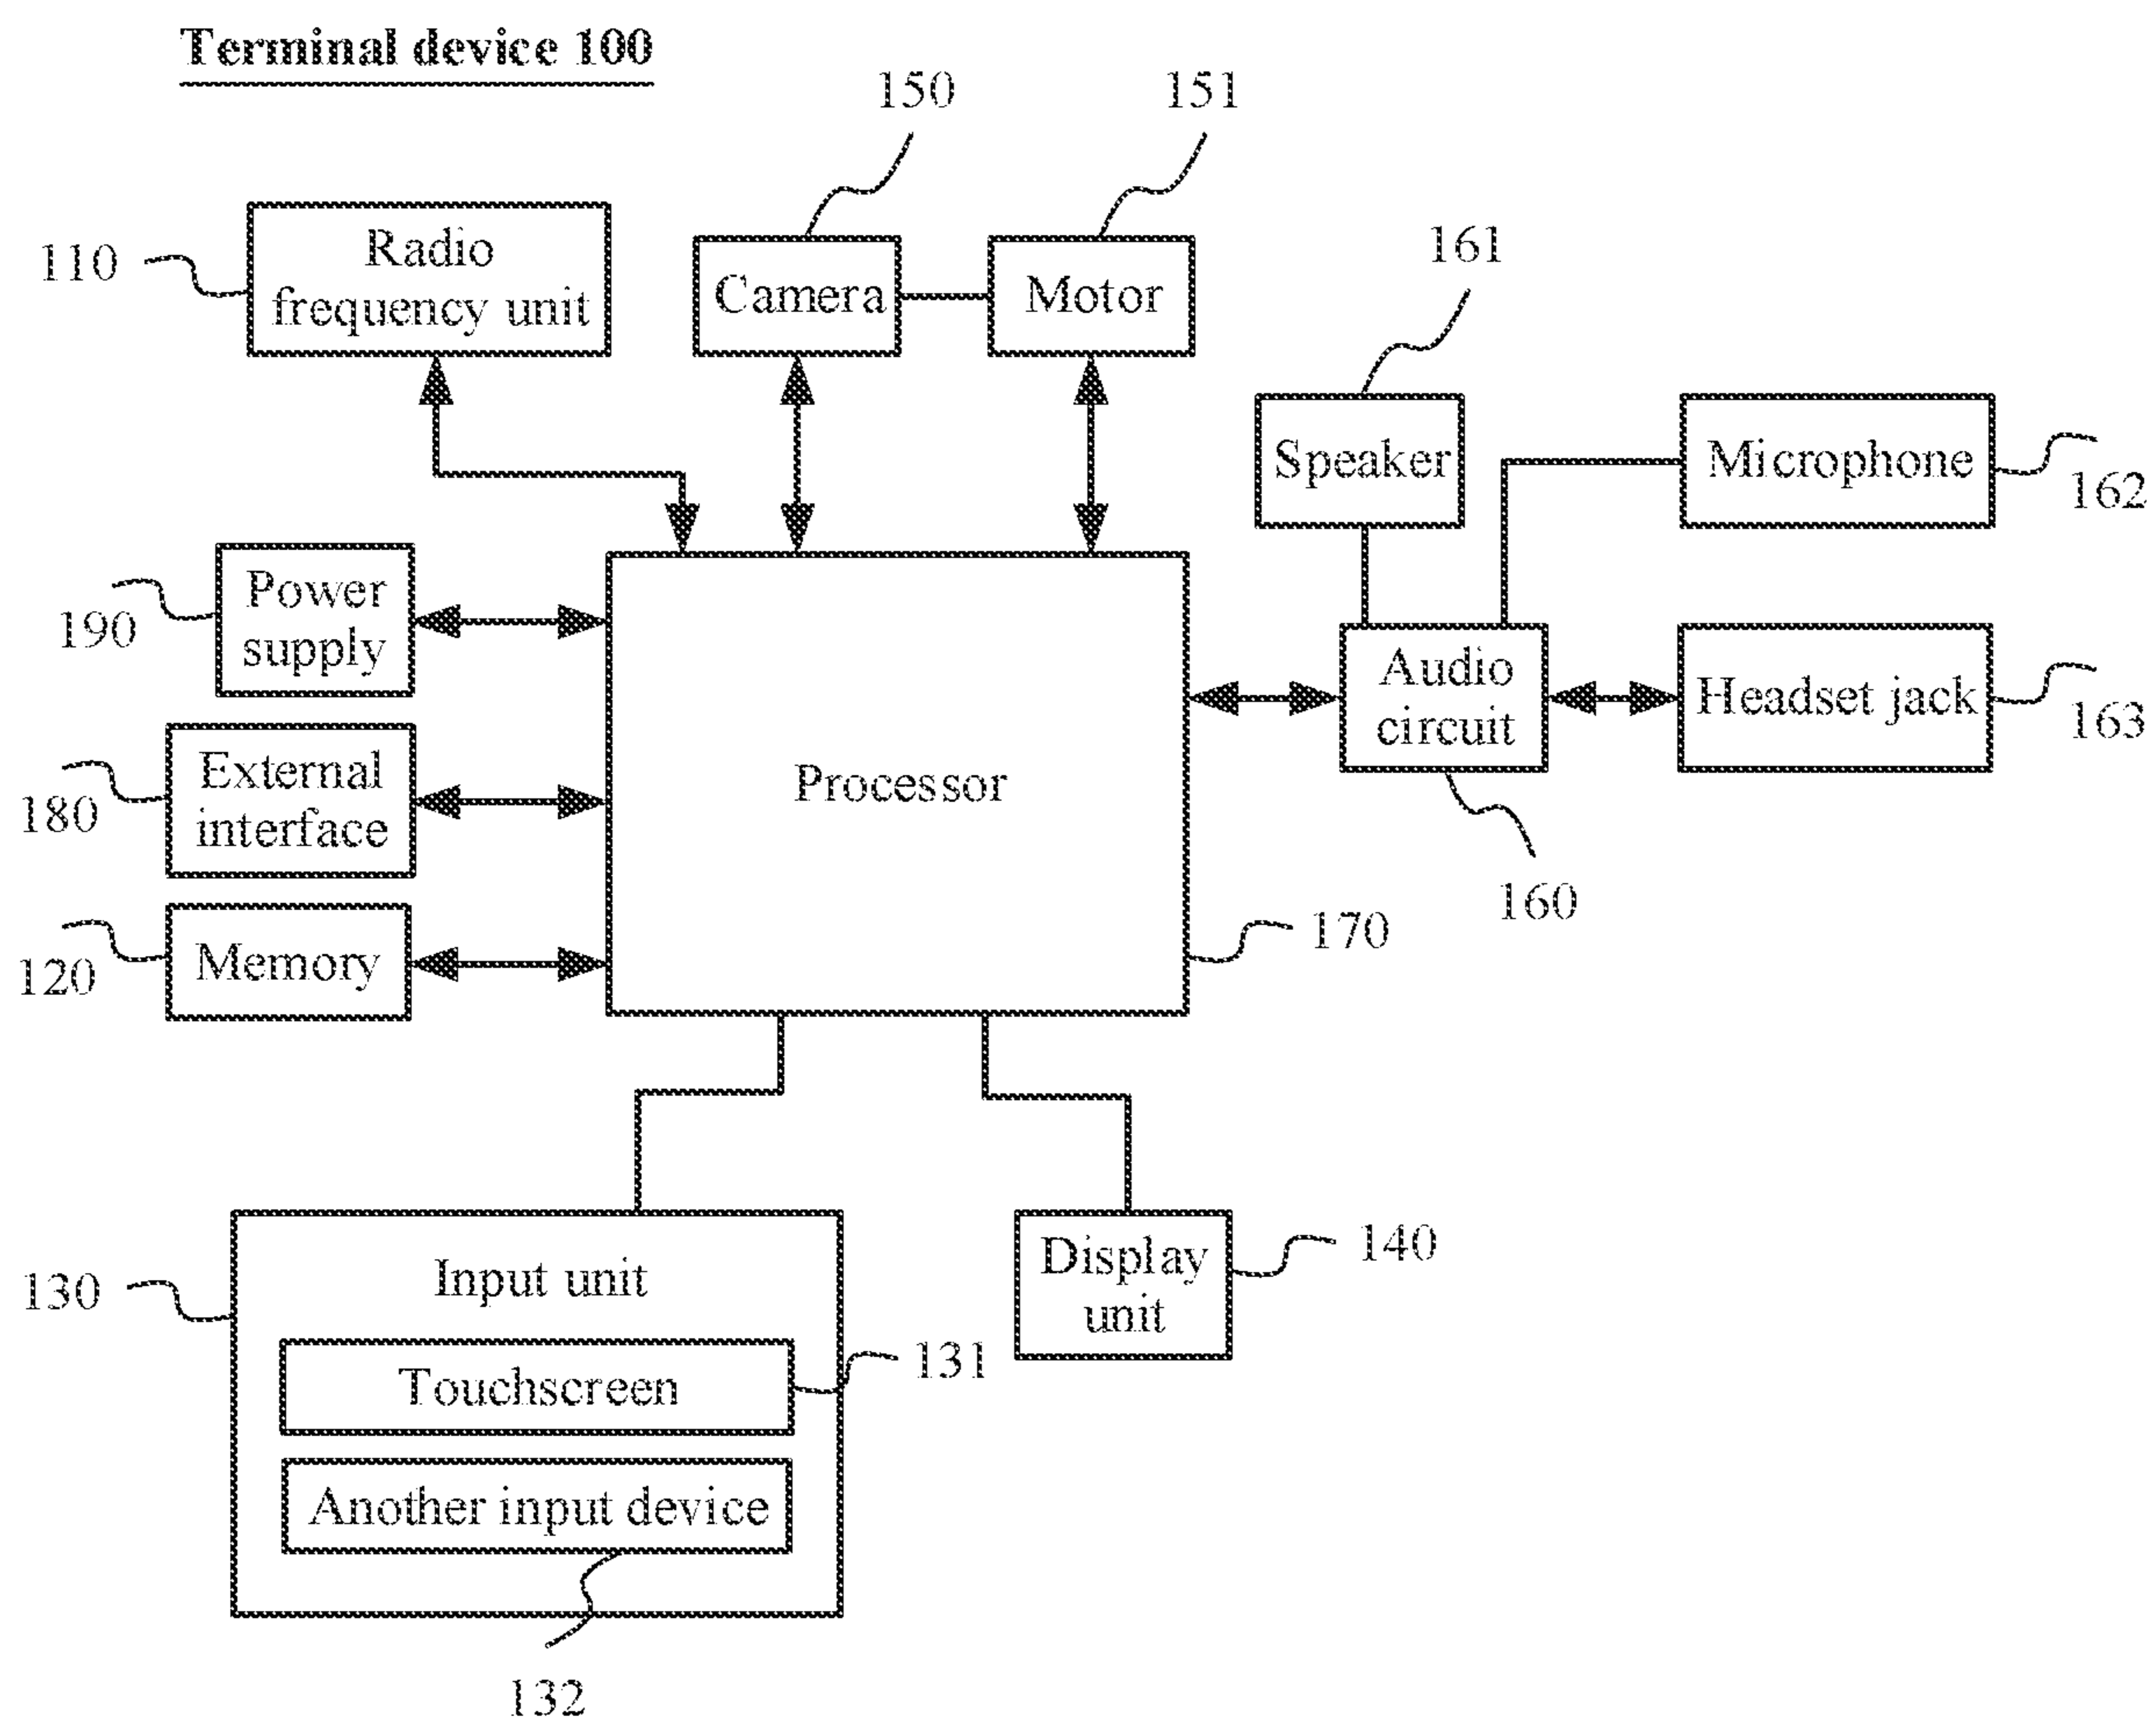 Terminal device 100
150
151
110
Radio
frequency unit
Camera
Motor
161
Speaker
Microphone
162
190
Power
supply
Audio
circuit
Headset jack
163
180
External
interface
Processor
160
170
120
Memory
130
Input unit
Display
unit
140
Touchscreen
131
Another input device
132